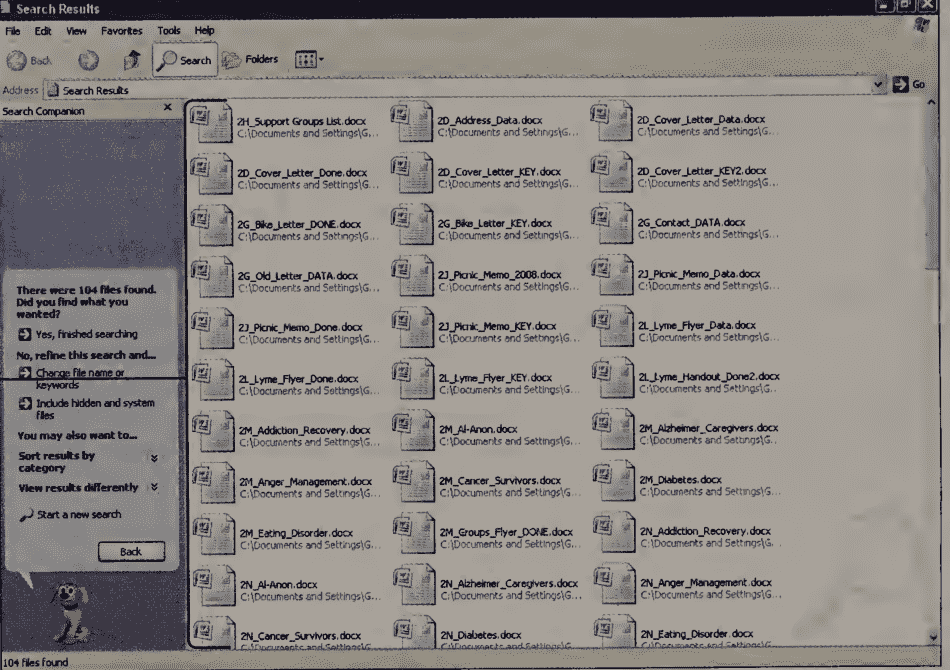 Search Results
File Edit View Favorites Tools Help
Back Search Folders
Address Search Results Go
Search Companion
There were 104 files found.
Did you find what you
wanted?
Yes, finished searching
No, refine this search and...
Change file name or
keywords
Include hidden and system
files
You may also want to...
Sort results by
category
View results differently
Start a new search
Back
2H_Support Groups List.docx
C:\Documents and Settings\G...
2D_Address_Data.docx
C:\Documents and Settings\G...
2D_Cover_Letter_Data.docx
C:\Documents and Settings\G...
2D_Cover_Letter_Done.docx
C:\Documents and Settings\G...
2D_Cover_Letter_KEY.docx
C:\Documents and Settings\G...
2D_Cover_Letter_KEY2.docx
C:\Documents and Settings\G...
2G_Bike_Letter_DONE.docx
C:\Documents and Settings\G...
2G_Bike_Letter_KEY.docx
C:\Documents and Settings\G...
2G_Contact_DATA.docx
C:\Documents and Settings\G...
2G_Old_Letter_DATA.docx
C:\Documents and Settings\G...
2J_Picnic_Memo_2008.docx
C:\Documents and Settings\G...
2J_Picnic_Memo_Data.docx
C:\Documents and Settings\G...
2J_Picnic_Memo_Done.docx
C:\Documents and Settings\G...
2J_Picnic_Memo_KEY.docx
C:\Documents and Settings\G...
2L_Lyme_Flyer_Data.docx
C:\Documents and Settings\G...
2L_Lyme_Flyer_Done.docx
C:\Documents and Settings\G...
2L_Lyme_Flyer_KEY.docx
C:\Documents and Settings\G...
2L_Lyme_Handout_Done2.docx
C:\Documents and Settings\G...
2M_Addiction_Recovery.docx
C:\Documents and Settings\G...
2M_Al-Anon.docx
C:\Documents and Settings\G...
2M_Alzheimer_Caregivers.docx
C:\Documents and Settings\G...
2M_Anger_Management.docx
C:\Documents and Settings\G...
2M_Cancer_Survivors.docx
C:\Documents and Settings\G...
2M_Diabetes.docx
C:\Documents and Settings\G...
2M_Eating_Disorder.docx
C:\Documents and Settings\G...
2M_Groups_Flyer_DONE.docx
C:\Documents and Settings\G...
2N_Addiction_Recovery.docx
C:\Documents and Settings\G...
2N_Al-Anon.docx
C:\Documents and Settings\G...
2N_Alzheimer_Caregivers.docx
C:\Documents and Settings\G...
2N_Anger_Management.docx
C:\Documents and Settings\G...
2N_Cancer_Survivors.docx
C:\Documents and Settings\G...
2N_Diabetes.docx
C:\Documents and Settings\G...
2N_Eating_Disorder.docx
C:\Documents and Settings\G...
104 files found